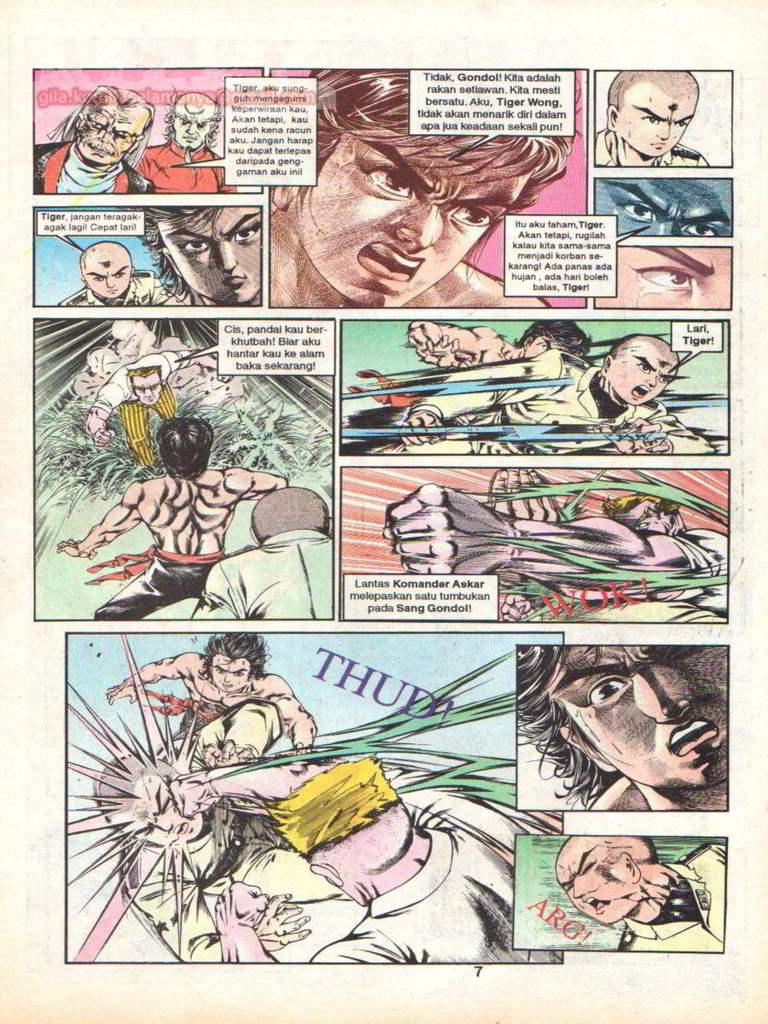 Tiger, aku sung-
guh mengagumi
keperwiraan kau,
Akan tetapi, kau
sudah kena racun
aku. Jangan harap
kau dapat terlepas
daripada geng-
gaman aku ini!
Tidak, Gondol! Kita adalah
rakan setiawan. Kita mesti
bersatu. Aku, Tiger Wong,
tidak akan menarik diri dalam
apa jua keadaan sekali pun!
Tiger, jangan teragak-
agak lagi! Cepat lari!
Itu aku faham, Tiger.
Akan tetapi, rugilah
kalau kita sama-sama
menjadi korban se-
karang! Ada panas ada
hujan, ada hari boleh
balas, Tiger!
Cis, pandai kau ber-
khutbah! Biar aku
hantar kau ke alam
baka sekarang!
Lari,
Tiger!
Lantas Komander Askar
melepaskan satu tumbukan
pada Sang Gondol!
WOK!
THUD!
ARG!
7